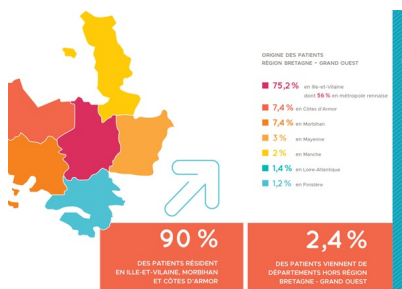 ORIGINE DES PATIENTS
RÉGION BRETAGNE – GRAND OUEST
75,2 % en Ille-et-Vilaine
dont 56 % en métropole rennaise
7,4 % en Côtes d'Armor
7,4 % en Morbihan
3 % en Mayenne
2 % en Manche
1,4 % en Loire-Atlantique
1,2 % en Finistère
90 %
DES PATIENTS RÉSIDENT
EN ILLE-ET-VILAINE, MORBIHAN
ET CÔTES D'ARMOR
2,4 %
DES PATIENTS VIENNENT DE
DÉPARTEMENTS HORS RÉGION
BRETAGNE - GRAND OUEST